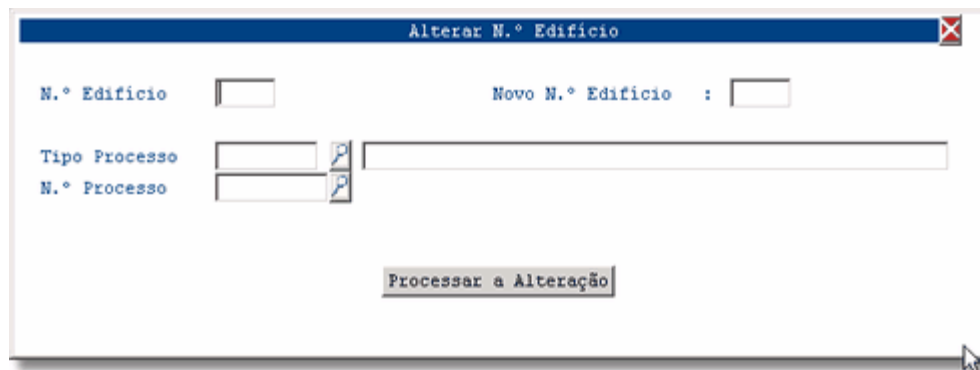 Alterar N.º Edifício
N.º Edifício Novo N.º Edifício :
Tipo Processo
N.º Processo
Processar a Alteração